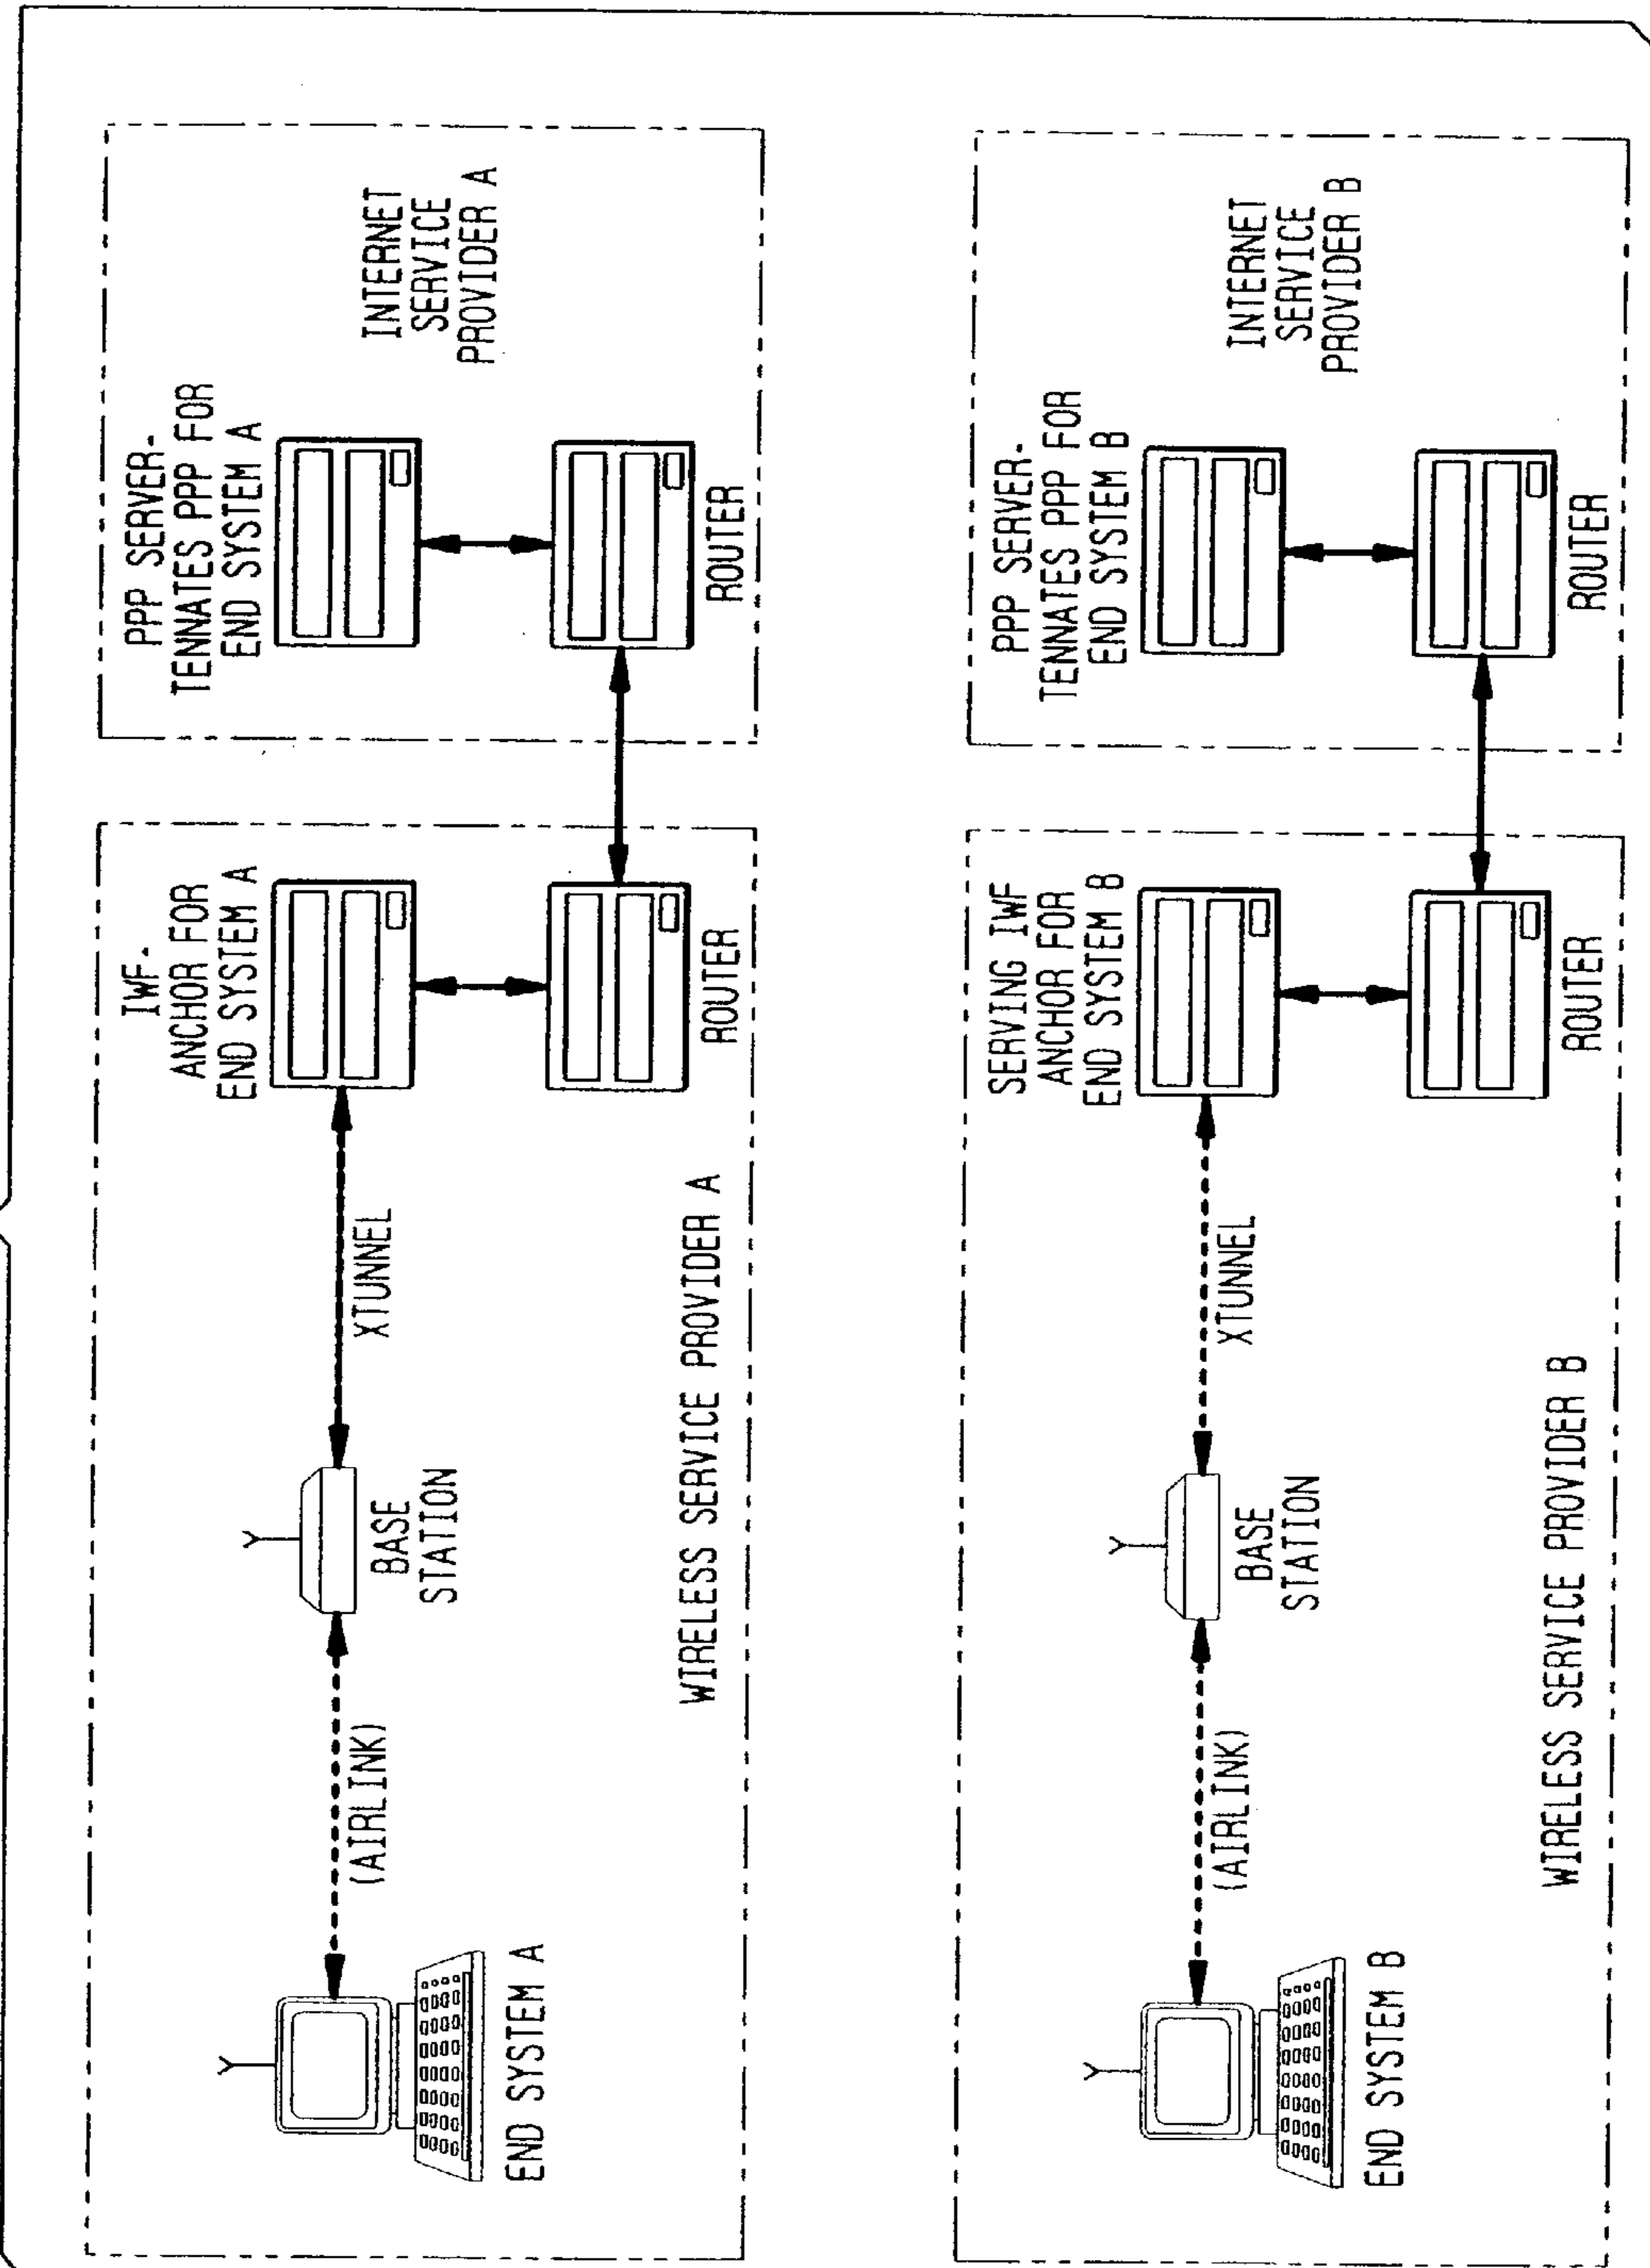 IWF-
ANCHOR FOR
END SYSTEM A
PPP SERVER-
TENNATES PPP FOR
END SYSTEM A
INTERNET
SERVICE
PROVIDER A
(AIRLINK)
XTUNNEL
BASE
STATION
END SYSTEM A
ROUTER
ROUTER
WIRELESS SERVICE PROVIDER A
SERVING IWF
ANCHOR FOR
END SYSTEM B
PPP SERVER-
TENNATES PPP FOR
END SYSTEM B
INTERNET
SERVICE
PROVIDER B
(AIRLINK)
XTUNNEL
BASE
STATION
END SYSTEM B
ROUTER
ROUTER
WIRELESS SERVICE PROVIDER B